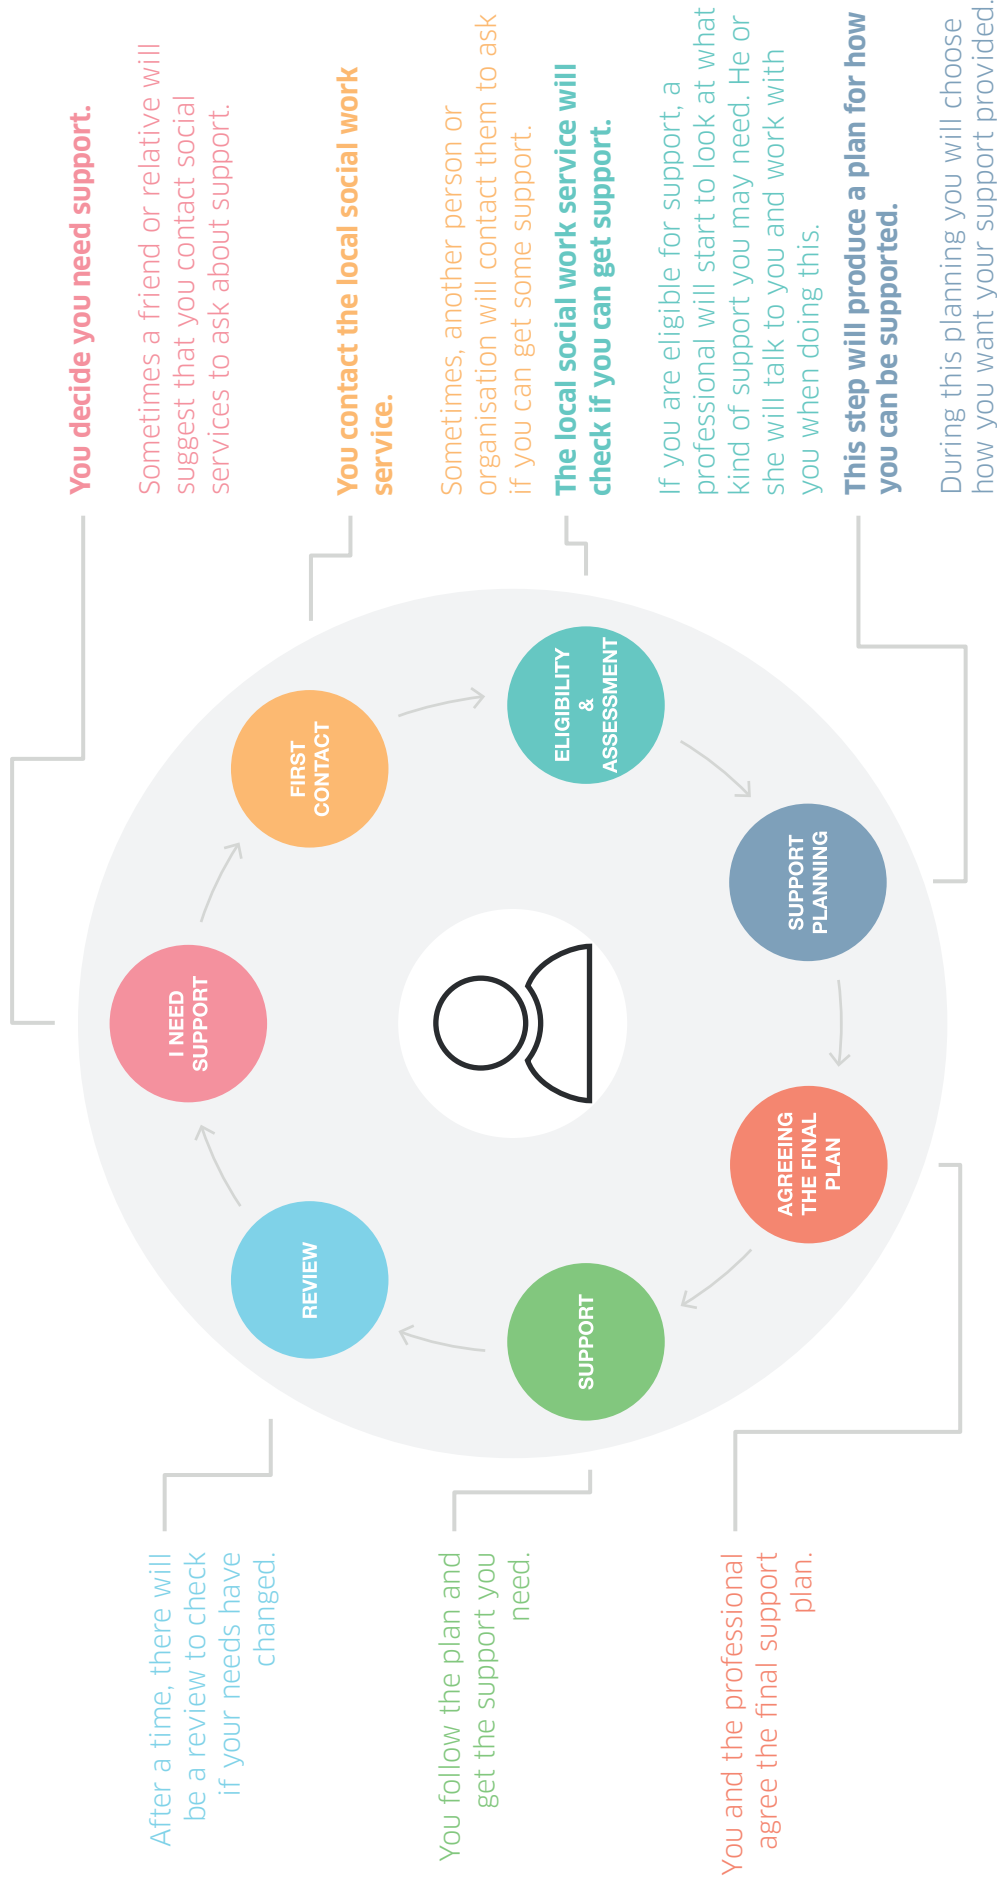 You decide you need support.
Sometimes a friend or relative will
suggest that you contact social
services to ask about support.
You contact the local social work
service.
Sometimes, another person or
organisation will contact them to ask
if you can get some support.
The local social work service will
check if you can get support.
If you are eligible for support, a
professional will start to look at what
kind of support you may need. He or
she will talk to you and work with
you when doing this.
This step will produce a plan for how
you can be supported.
During this planning you will choose
how you want your support provided.
I NEED
SUPPORT
FIRST
CONTACT
ELIGIBILITY
&
ASSESSMENT
SUPPORT
PLANNING
AGREEING
THE FINAL
PLAN
SUPPORT
REVIEW
You and the professional
agree the final support
plan.
You follow the plan and
get the support you
need.
After a time, there will
be a review to check
if your needs have
changed.